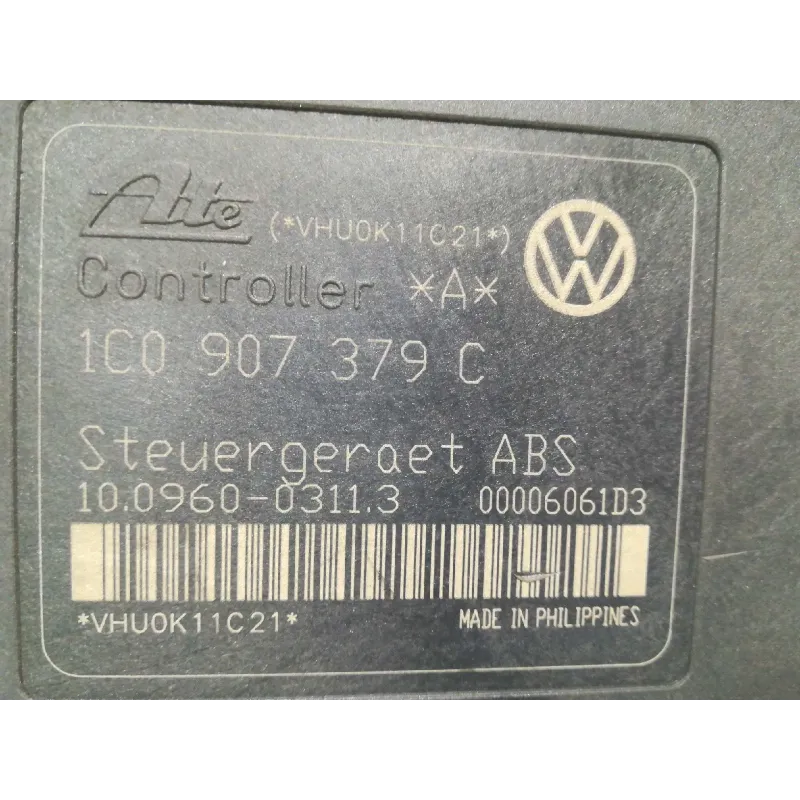 Ate (*VHU0K11C21*)
Controller *A*
1C0 907 379 C
Steuergeraet ABS
10.0960-0311.3 00006061D3
*VHU0K11C21*
MADE IN PHILIPPINES